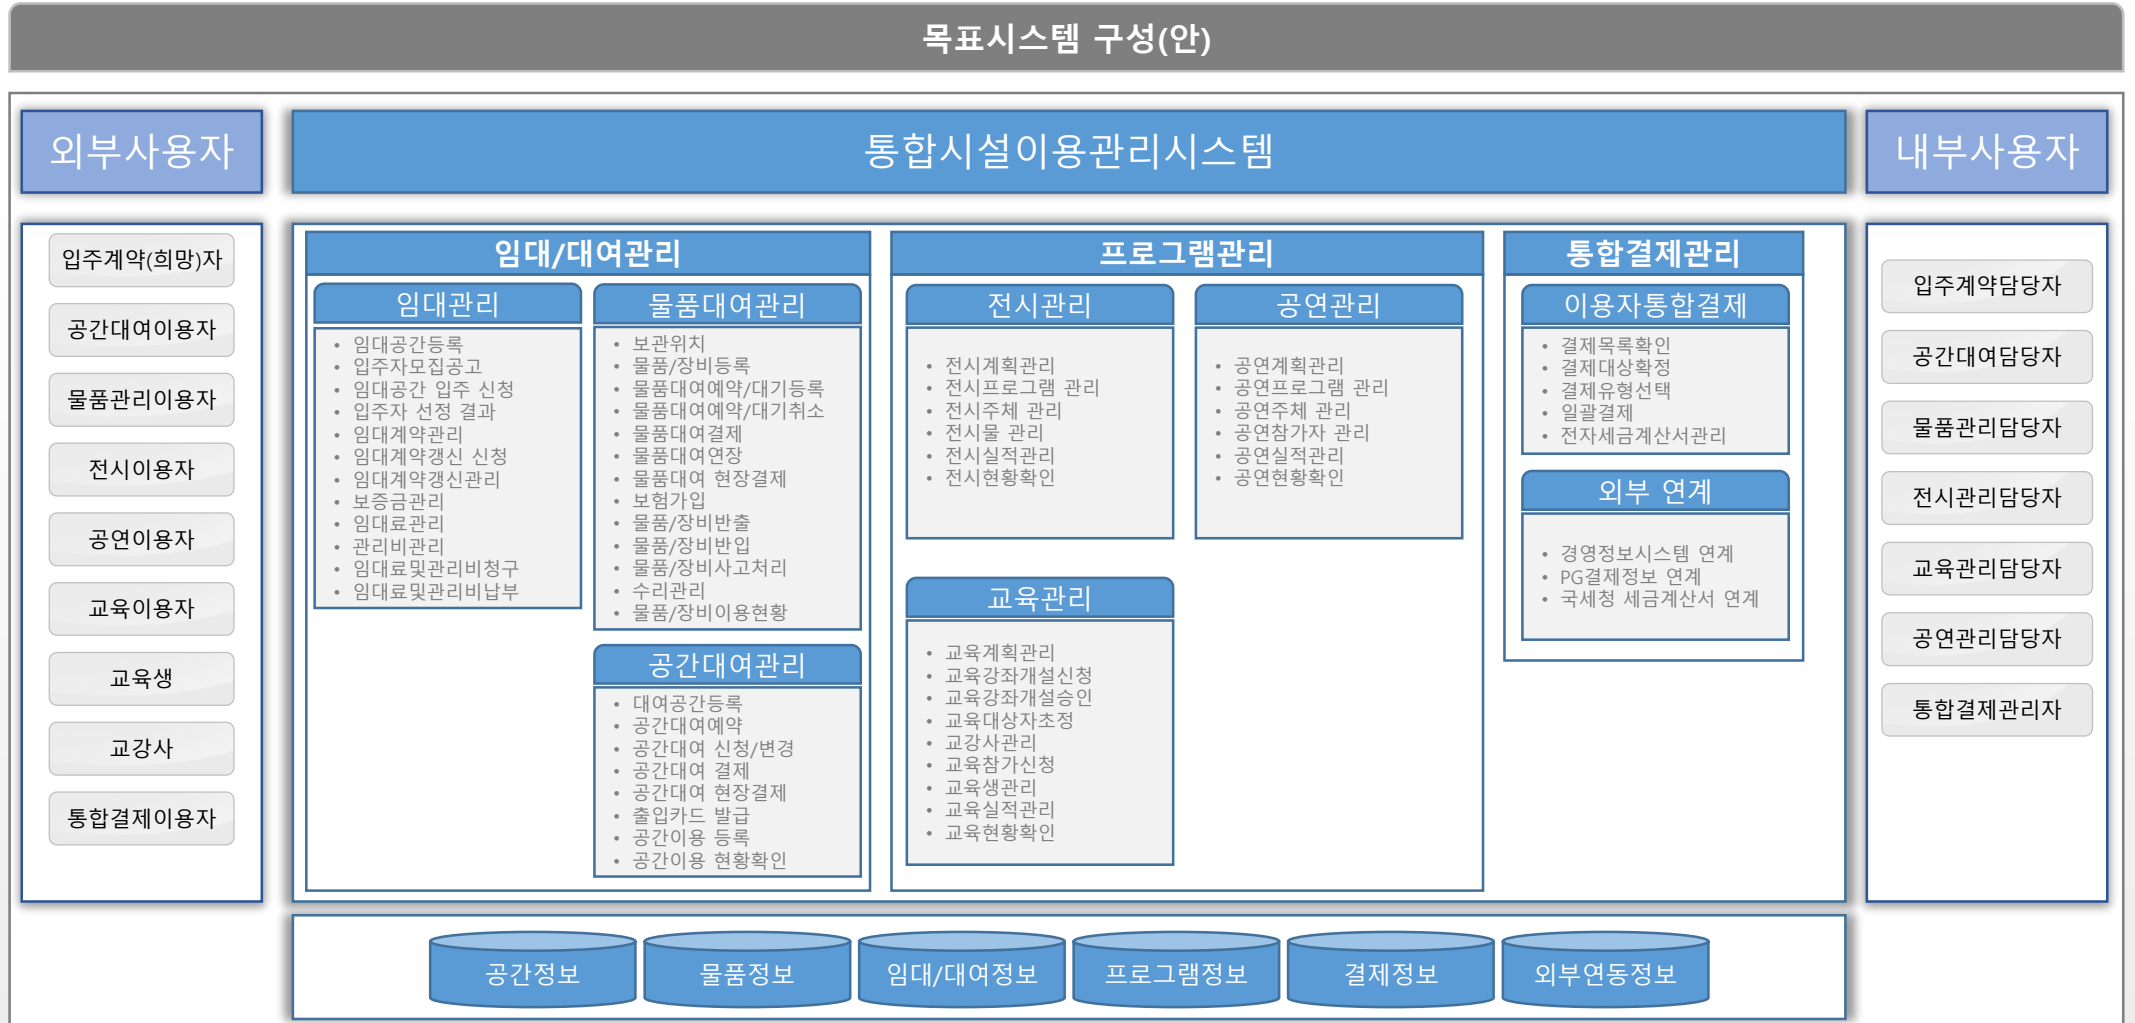 목표시스템 구성(안)
외부사용자
통합시설이용관리시스템
내부사용자
입주계약(희망)자
공간대여이용자
물품관리이용자
전시이용자
공연이용자
교육이용자
교육생
교강사
통합결제이용자
임대/대여관리
임대관리
• 임대공간등록
• 입주자모집공고
• 임대공간 입주 신청
• 입주자 선정 결과
• 임대계약관리
• 임대계약갱신 신청
• 임대계약갱신관리
• 보증금관리
• 임대료관리
• 관리비관리
• 임대료및관리비청구
• 임대료및관리비납부
물품대여관리
• 보관위치
• 물품/장비등록
• 물품대여예약/대기등록
• 물품대여예약/대기취소
• 물품대여결제
• 물품대여연장
• 물품대여 현장결제
• 보험가입
• 물품/장비반출
• 물품/장비반입
• 물품/장비사고처리
• 수리관리
• 물품/장비이용현황
공간대여관리
• 대여공간등록
• 공간대여예약
• 공간대여 신청/변경
• 공간대여 결제
• 공간대여 현장결제
• 출입카드 발급
• 공간이용 등록
• 공간이용 현황확인
프로그램관리
전시관리
• 전시계획관리
• 전시프로그램 관리
• 전시주체 관리
• 전시물 관리
• 전시실적관리
• 전시현황확인
공연관리
• 공연계획관리
• 공연프로그램 관리
• 공연주체 관리
• 공연참가자 관리
• 공연실적관리
• 공연현황확인
교육관리
• 교육계획관리
• 교육강좌개설신청
• 교육강좌개설승인
• 교육대상자초정
• 교강사관리
• 교육참가신청
• 교육생관리
• 교육실적관리
• 교육현황확인
통합결제관리
이용자통합결제
• 결제목록확인
• 결제대상확정
• 결제유형선택
• 일괄결제
• 전자세금계산서관리
외부 연계
• 경영정보시스템 연계
• PG결제정보 연계
• 국세청 세금계산서 연계
입주계약담당자
공간대여담당자
물품관리담당자
전시관리담당자
교육관리담당자
공연관리담당자
통합결제관리자
공간정보
물품정보
임대/대여정보
프로그램정보
결제정보
외부연동정보